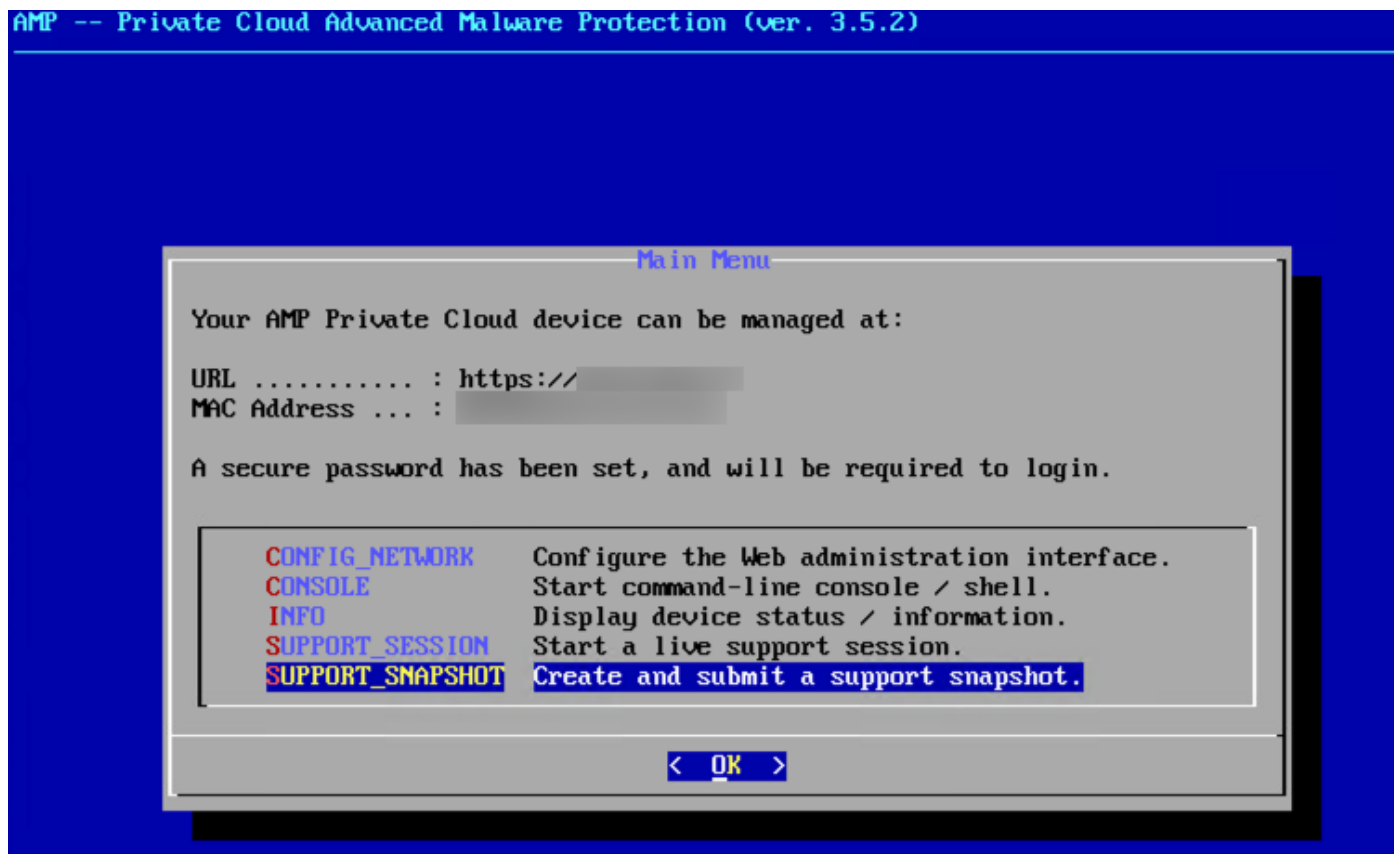 AMP -- Private Cloud Advanced Malware Protection (ver. 3.5.2)
Main Menu
Your AMP Private Cloud device can be managed at:
URL ........... : https://
MAC Address ... :
A secure password has been set, and will be required to login.
CONFIG_NETWORK Configure the Web administration interface.
CONSOLE Start command-line console / shell.
INFO Display device status / information.
SUPPORT_SESSION Start a live support session.
SUPPORT_SNAPSHOT Create and submit a support snapshot.
< OK >